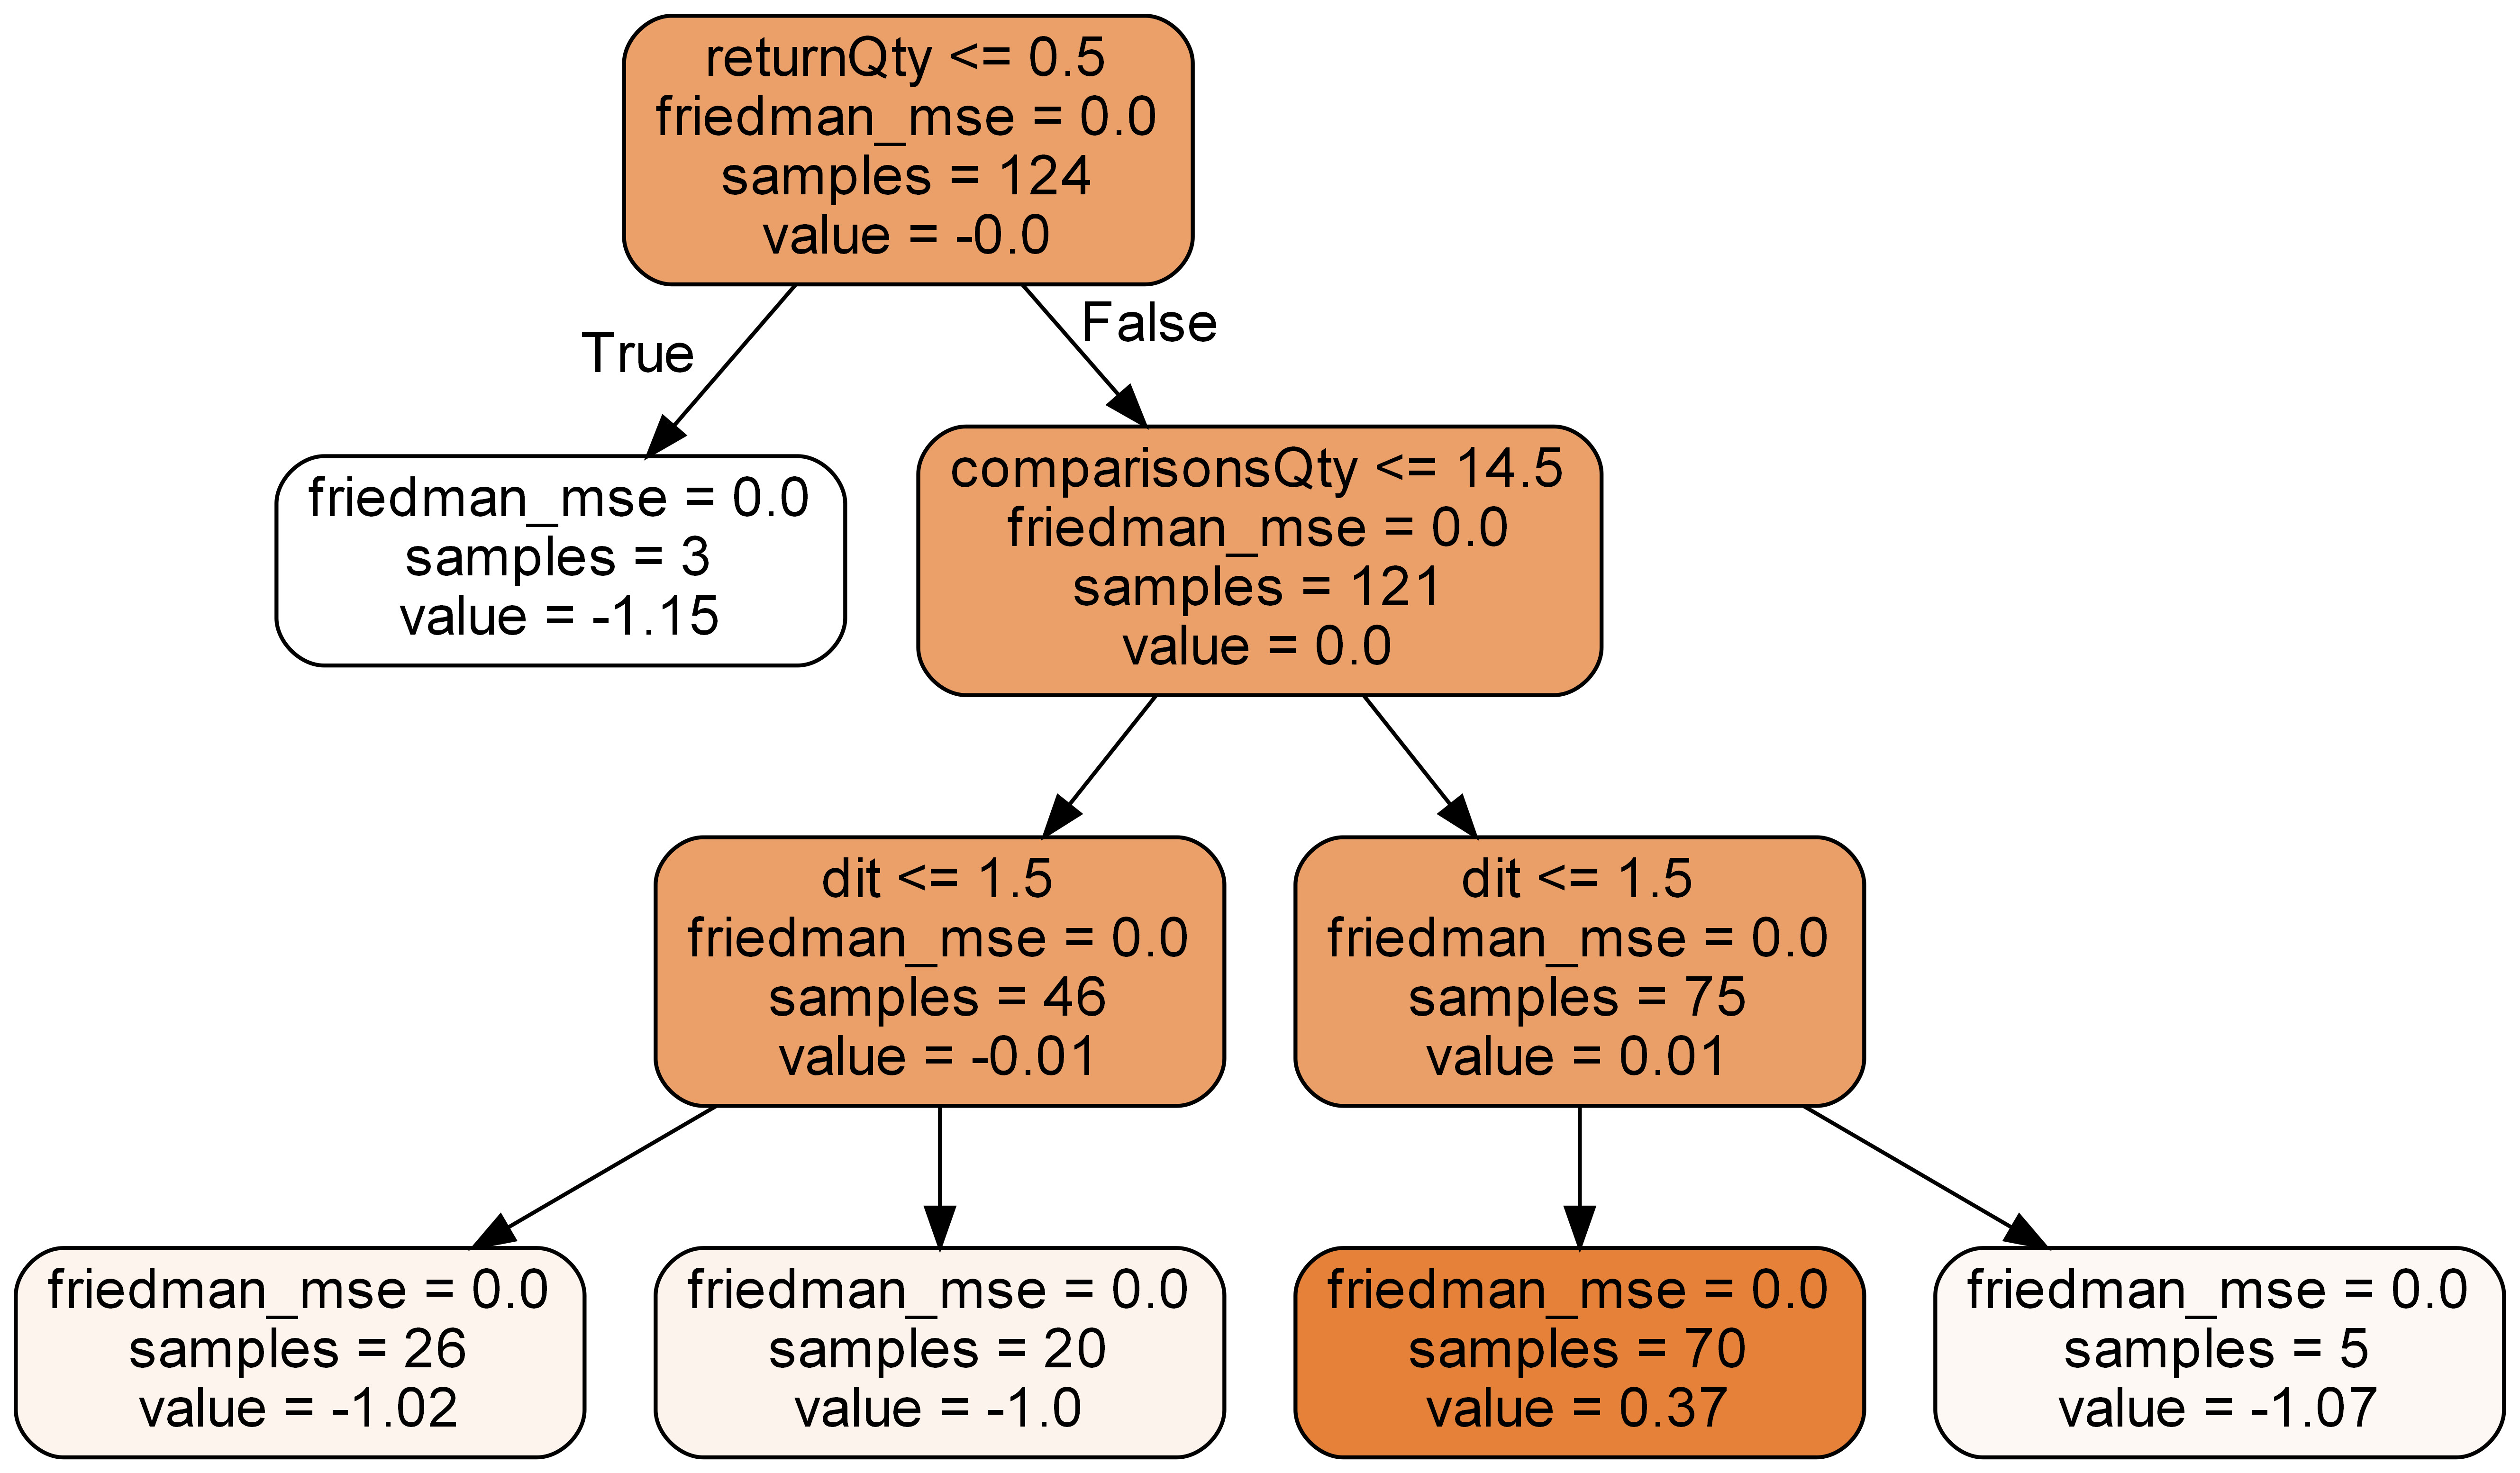 returnQty <= 0.5
friedman_mse = 0.0
samples = 124
value = -0.0
True
False
friedman_mse = 0.0
samples = 3
value = -1.15
comparisonsQty <= 14.5
friedman_mse = 0.0
samples = 121
value = 0.0
dit <= 1.5
friedman_mse = 0.0
samples = 46
value = -0.01
dit <= 1.5
friedman_mse = 0.0
samples = 75
value = 0.01
friedman_mse = 0.0
samples = 26
value = -1.02
friedman_mse = 0.0
samples = 20
value = -1.0
friedman_mse = 0.0
samples = 70
value = 0.37
friedman_mse = 0.0
samples = 5
value = -1.07